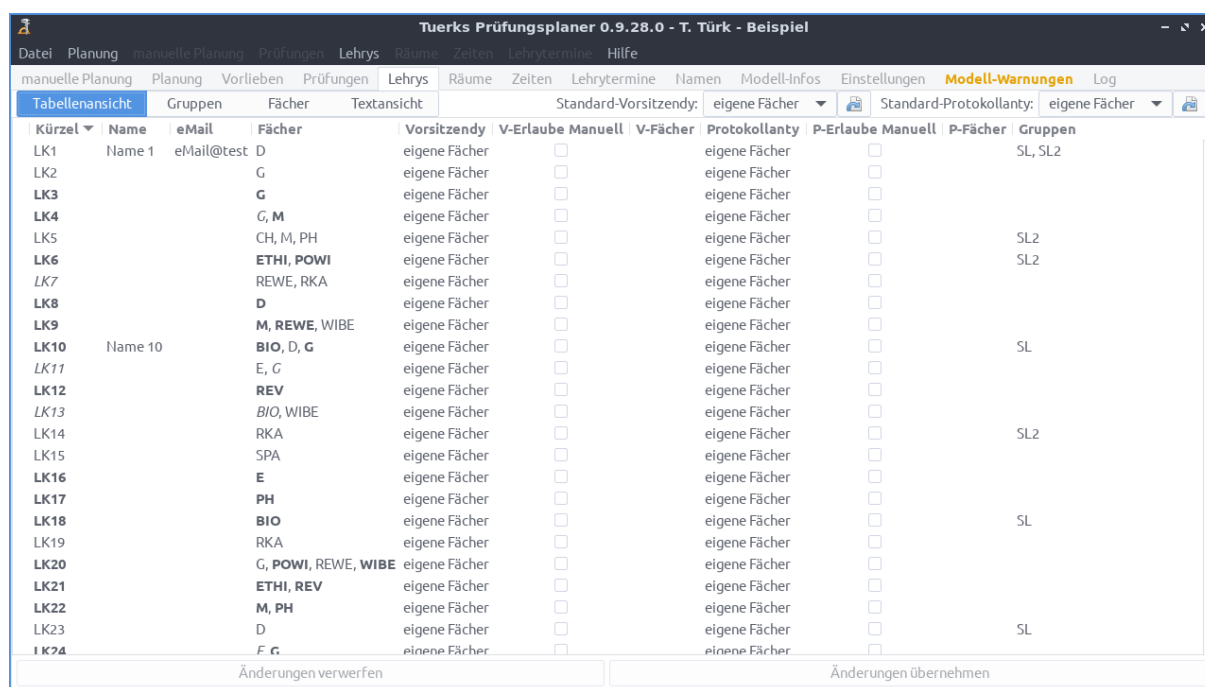 Tuerks Prüfungsplaner 0.9.28.0 - T. Türk - Beispiel
Datei Planung manuelle Planung Prüfungen Lehrys Räume Zeiten Lehrytermine Hilfe
manuelle Planung Planung Vorlieben Prüfungen Lehrys Räume Zeiten Lehrytermine Namen Modell-Infos Einstellungen Modell-Warnungen Log
Tabellenansicht Gruppen Fächer Textansicht Standard-Vorsitzendy: eigene Fächer Standard-Protokollanty: eigene Fächer
Kürzel Name eMail Fächer Vorsitzendy V-Erlaube Manuell V-Fächer Protokollanty P-Erlaube Manuell P-Fächer Gruppen
LK1 Name 1 eMail@test D eigene Fächer eigene Fächer SL, SL2
LK2 G eigene Fächer eigene Fächer
LK3 G eigene Fächer eigene Fächer
LK4 G, M eigene Fächer eigene Fächer
LK5 CH, M, PH eigene Fächer eigene Fächer SL2
LK6 ETHI, POWI eigene Fächer eigene Fächer SL2
LK7 REWE, RKA eigene Fächer eigene Fächer
LK8 D eigene Fächer eigene Fächer
LK9 M, REWE, WIBE eigene Fächer eigene Fächer
LK10 Name 10 BIO, D, G eigene Fächer eigene Fächer SL
LK11 E, G eigene Fächer eigene Fächer
LK12 REV eigene Fächer eigene Fächer
LK13 BIO, WIBE eigene Fächer eigene Fächer
LK14 RKA eigene Fächer eigene Fächer SL2
LK15 SPA eigene Fächer eigene Fächer
LK16 E eigene Fächer eigene Fächer
LK17 PH eigene Fächer eigene Fächer
LK18 BIO eigene Fächer eigene Fächer SL
LK19 RKA eigene Fächer eigene Fächer
LK20 G, POWI, REWE, WIBE eigene Fächer eigene Fächer
LK21 ETHI, REV eigene Fächer eigene Fächer
LK22 M, PH eigene Fächer eigene Fächer
LK23 D eigene Fächer eigene Fächer SL
LK24 G eigene Fächer eigene Fächer
Änderungen verwerfen Änderungen übernehmen